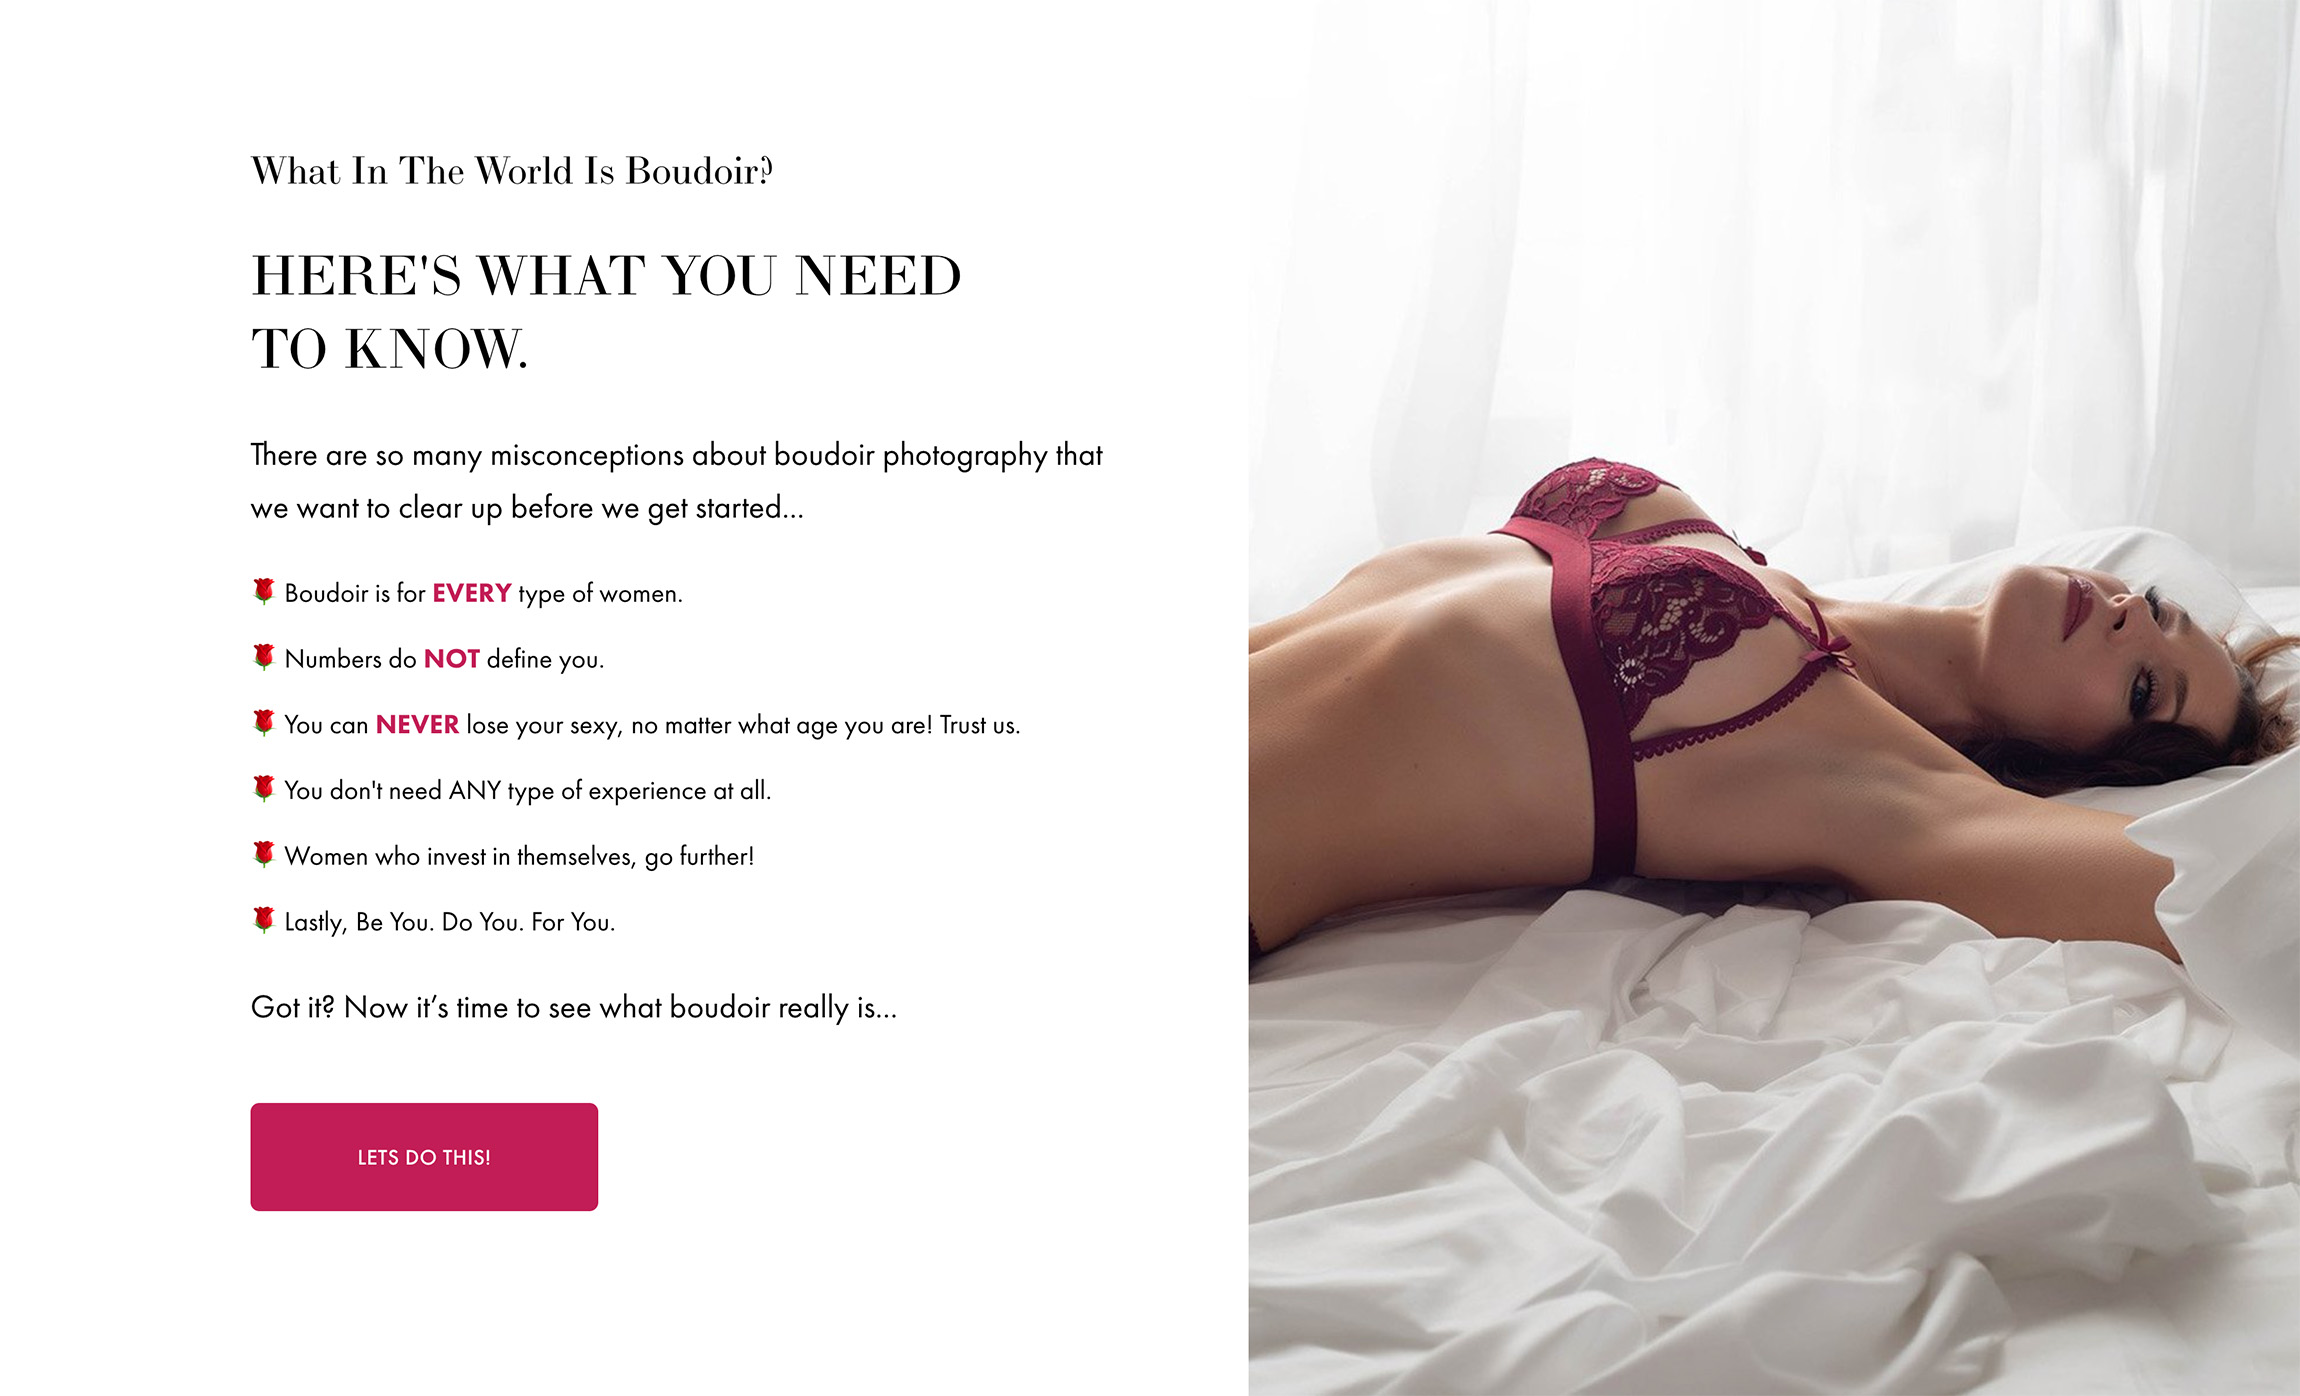 What In The World Is Boudoir?
HERE'S WHAT YOU NEED
TO KNOW.
There are so many misconceptions about boudoir photography that
we want to clear up before we get started...
🌹 Boudoir is for EVERY type of women.
🌹 Numbers do NOT define you.
🌹 You can NEVER lose your sexy, no matter what age you are! Trust us.
🌹 You don't need ANY type of experience at all.
🌹 Women who invest in themselves, go further!
🌹 Lastly, Be You. Do You. For You.
Got it? Now it’s time to see what boudoir really is...
LETS DO THIS!